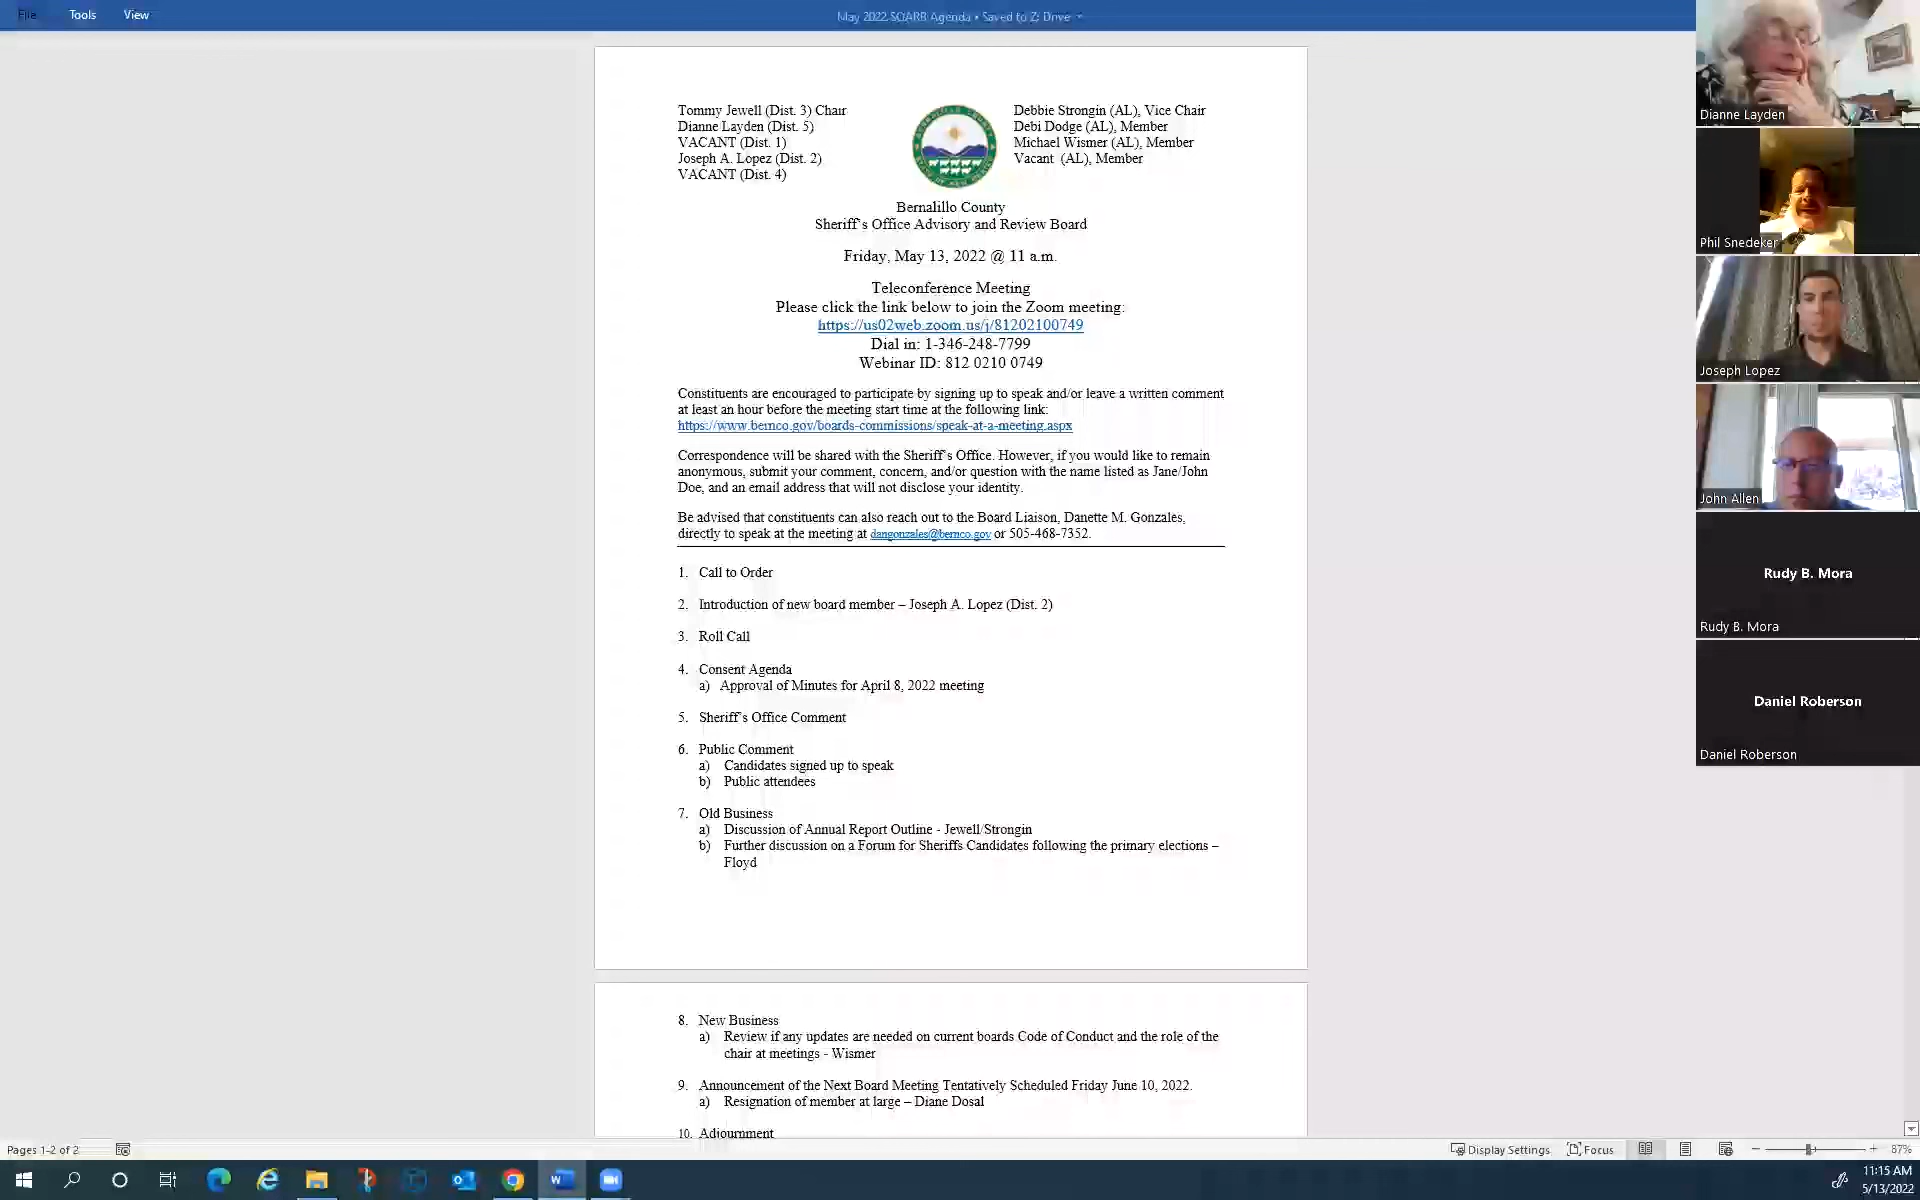 File Tools View
May 2022 SOARB Agenda • Saved to Z: Drive
Tommy Jewell (Dist. 3) Chair
Dianne Layden (Dist. 5)
VACANT (Dist. 1)
Joseph A. Lopez (Dist. 2)
VACANT (Dist. 4)
Debbie Strongin (AL), Vice Chair
Debi Dodge (AL), Member
Michael Wismer (AL), Member
Vacant (AL), Member
Bernalillo County
Sheriff's Office Advisory and Review Board
Friday, May 13, 2022 @ 11 a.m.
Teleconference Meeting
Please click the link below to join the Zoom meeting:
https://us02web.zoom.us/j/81202100749
Dial in: 1-346-248-7799
Webinar ID: 812 0210 0749
Constituents are encouraged to participate by signing up to speak and/or leave a written comment
at least an hour before the meeting start time at the following link:
https://www.bernco.gov/boards-commissions/speak-at-a-meeting.aspx
Correspondence will be shared with the Sheriff's Office. However, if you would like to remain
anonymous, submit your comment, concern, and/or question with the name listed as Jane/John
Doe, and an email address that will not disclose your identity.
Be advised that constituents can also reach out to the Board Liaison, Danette M. Gonzales,
directly to speak at the meeting at dangonzales@bernco.gov or 505-468-7352.
1. Call to Order
2. Introduction of new board member – Joseph A. Lopez (Dist. 2)
3. Roll Call
4. Consent Agenda
a) Approval of Minutes for April 8, 2022 meeting
5. Sheriff's Office Comment
6. Public Comment
a) Candidates signed up to speak
b) Public attendees
7. Old Business
a) Discussion of Annual Report Outline - Jewell/Strongin
b) Further discussion on a Forum for Sheriffs Candidates following the primary elections –
Floyd
8. New Business
a) Review if any updates are needed on current boards Code of Conduct and the role of the
chair at meetings - Wismer
9. Announcement of the Next Board Meeting Tentatively Scheduled Friday June 10, 2022.
a) Resignation of member at large – Diane Dosal
10. Adjournment
Dianne Layden
Phil Snedeker
Joseph Lopez
John Allen
Rudy B. Mora
Rudy B. Mora
Daniel Roberson
Daniel Roberson
Pages 1-2 of 2
Display Settings Focus 87%
11:15 AM
5/13/2022